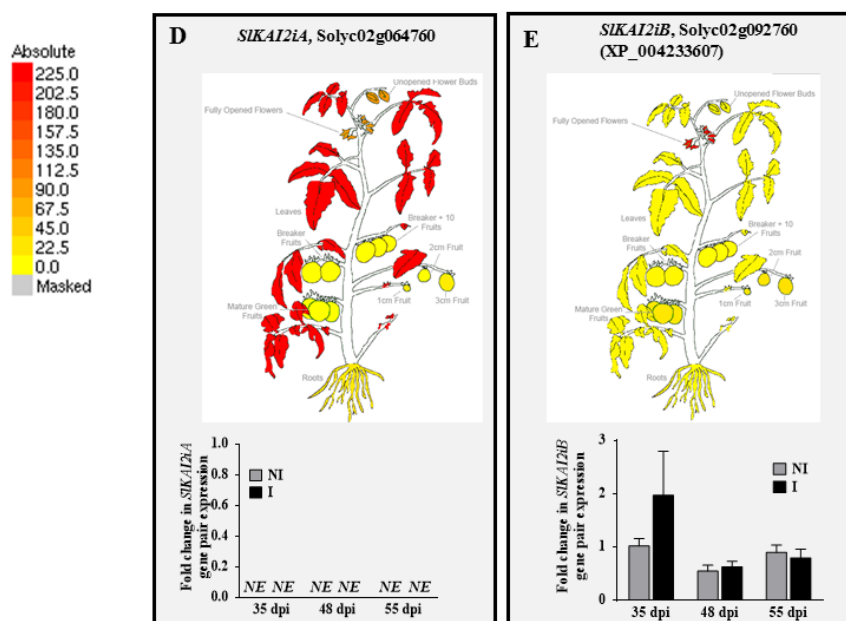 Absolute
225.0
202.5
180.0
157.5
135.0
112.5
90.0
67.5
45.0
22.5
0.0
Masked
D
SlKAI2iA, Solyc02g064760
Unopened Flower Buds
Fully Opened Flowers
Leaves
Breaker + 10
Fruits
Breaker
Fruits
2cm Fruit
1cm Fruit
3cm Fruit
Mature Green
Fruits
Roots
Fold change in SlKAI2iA
gene pair expression
1.0
0.8
0.6
0.4
0.2
0.0
NI
I
NE NE NE NE NE NE
35 dpi 48 dpi 55 dpi
E
SlKAI2iB, Solyc02g092760
(XP_004233607)
Unopened Flower Buds
Fully Opened Flowers
Leaves
Breaker + 10
Fruits
Breaker
Fruits
2cm Fruit
1cm Fruit
3cm Fruit
Mature Green
Fruits
Roots
Fold change in SlKAI2iB
gene pair expression
3
2
1
0
NI
I
35 dpi 48 dpi 55 dpi